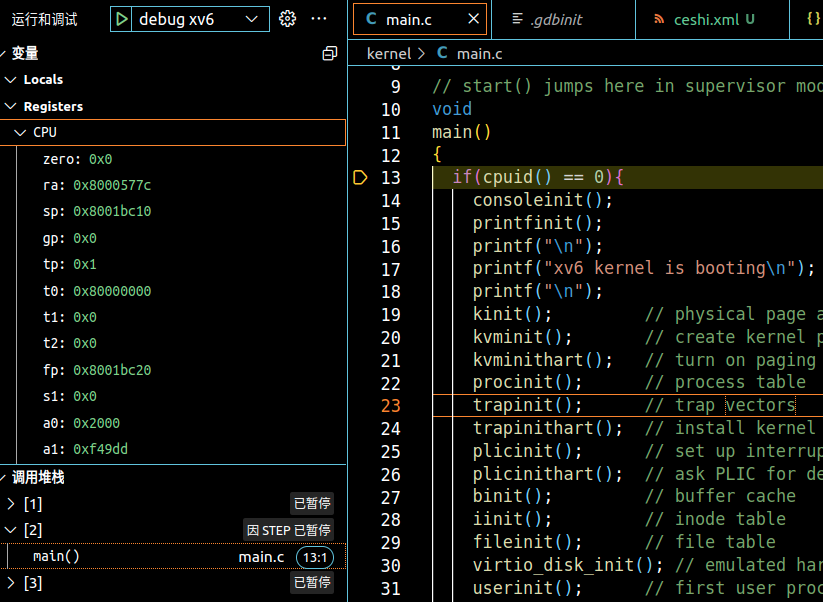 运行和调试 debug xv6 ···
变量
Locals
Registers
CPU
zero: 0x0
ra: 0x8000577c
sp: 0x8001bc10
gp: 0x0
tp: 0x1
t0: 0x80000000
t1: 0x0
t2: 0x0
fp: 0x8001bc20
s1: 0x0
a0: 0x2000
a1: 0xf49dd
调用堆栈
[1] 已暂停
[2] 因 STEP 已暂停
main() main.c 13:1
[3] 已暂停
C main.c .gdbinit ceshi.xml U {}
kernel > C main.c
9 // start() jumps here in supervisor mod
10 void
11 main()
12 {
13 if(cpuid() == 0){
14 consoleinit();
15 printfinit();
16 printf("\n");
17 printf("xv6 kernel is booting\n");
18 printf("\n");
19 kinit(); // physical page a
20 kvminit(); // create kernel p
21 kvminithart(); // turn on paging
22 procinit(); // process table
23 trapinit(); // trap vectors
24 trapinithart(); // install kernel
25 plicinit(); // set up interrup
26 plicinithart(); // ask PLIC for de
27 binit(); // buffer cache
28 iinit(); // inode table
29 fileinit(); // file table
30 virtio_disk_init(); // emulated har
31 userinit(); // first user proc